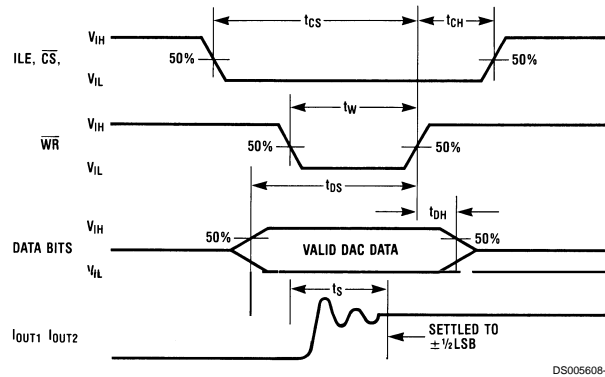 tCS
tCH
VIH
ILE, CS,
50%
50%
VIL
tW
VIH
WR
50%
50%
VIL
tDS
tDH
VIH
50%
50%
DATA BITS
VALID DAC DATA
VIL
tS
IOUT1 IOUT2
SETTLED TO
±½LSB
DS005608-